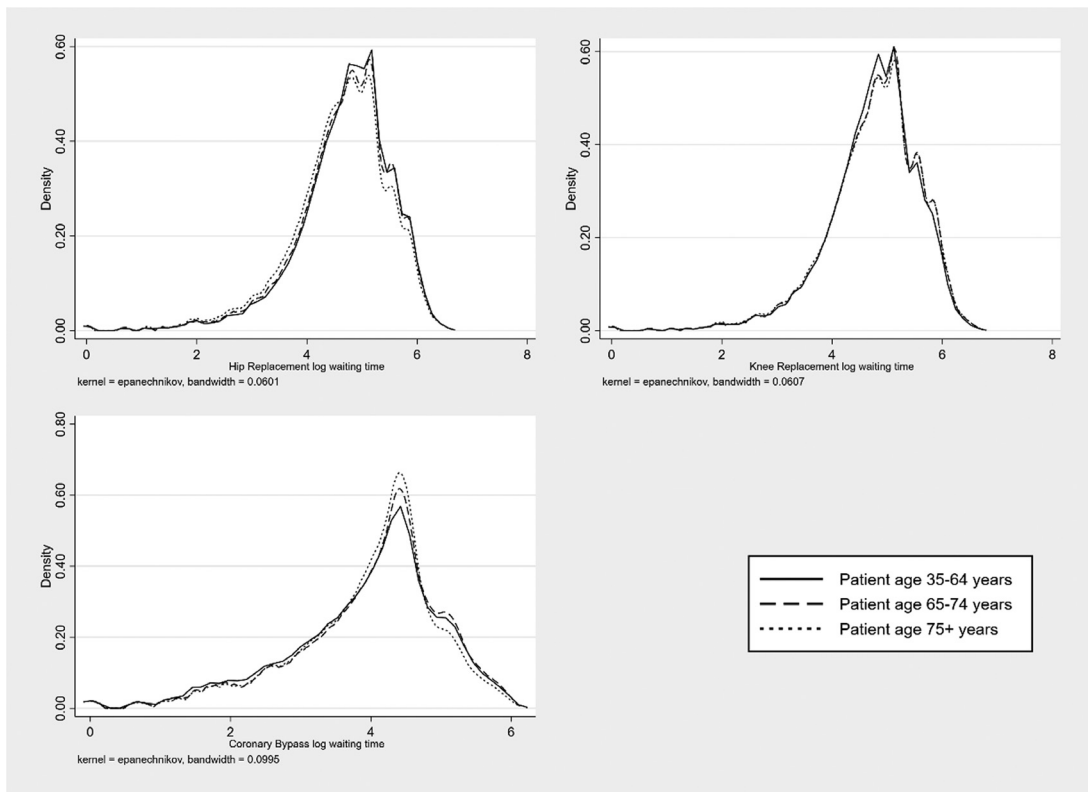 0.60
0.40
0.20
0.00
Density
0 2 4 6 8
Hip Replacement log waiting time
kernel = epanechnikov, bandwidth = 0.0601
0.60
0.40
0.20
0.00
Density
0 2 4 6 8
Knee Replacement log waiting time
kernel = epanechnikov, bandwidth = 0.0607
0.80
0.60
0.40
0.20
0.00
Density
0 2 4 6
Coronary Bypass log waiting time
kernel = epanechnikov, bandwidth = 0.0995
Patient age 35-64 years
Patient age 65-74 years
Patient age 75+ years